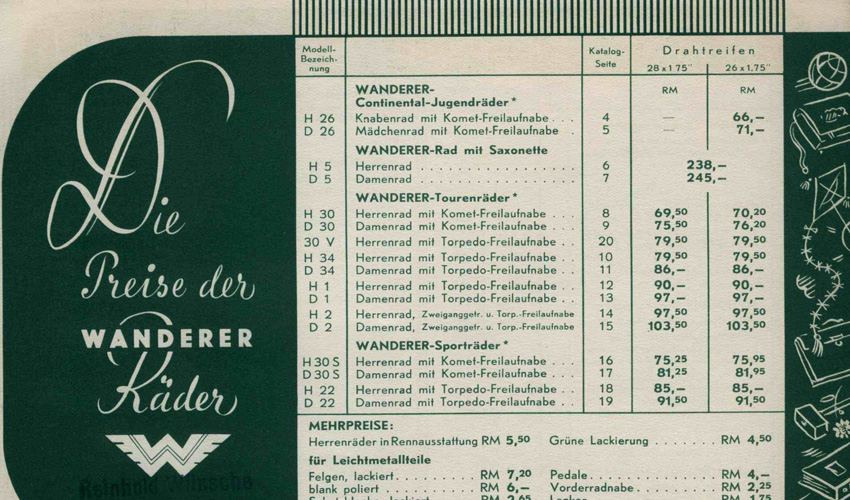 Die
Preise der
WANDERER
Räder
W
Modell-
Bezeich-
nung
Katalog-
Seite
Drahtreifen
28 x 1 75" 26 x 1.75"
WANDERER- RM RM
Continental-Jugendräder*
H 26 Knabenrad mit Komet-Freilaufnabe . . . 4 — 66,—
D 26 Mädchenrad mit Komet-Freilaufnabe . 5 — 71,—
WANDERER-Rad mit Saxonette
H 5 Herrenrad . . . . . . . . . . . . . . . . . . 6 238,—
D 5 Damenrad . . . . . . . . . . . . . . . . . . 7 245,—
WANDERER-Tourenräder*
H 30 Herrenrad mit Komet-Freilaufnabe . . . 8 69,50 70,20
D 30 Damenrad mit Komet-Freilaufnabe . . . 9 75,50 76,20
30 V Herrenrad mit Torpedo-Freilaufnabe . . 20 79,50 79,50
H 34 Herrenrad mit Torpedo-Freilaufnabe . . 10 79,50 79,50
D 34 Damenrad mit Torpedo-Freilaufnabe . . 11 86,— 86,—
H 1 Herrenrad mit Torpedo-Freilaufnabe . . 12 90,— 90,—
D 1 Damenrad mit Torpedo-Freilaufnabe . . 13 97,— 97,—
H 2 Herrenrad, Zweiganggetr. u. Torp.-Freilaufnabe 14 97,50 97,50
D 2 Damenrad, Zweiganggetr. u. Torp.-Freilaufnabe 15 103,50 103,50
WANDERER-Sporträder*
H 30 S Herrenrad mit Komet-Freilaufnabe . . . 16 75,25 75,95
D 30 S Damenrad mit Komet-Freilaufnabe . . . 17 81,25 81,95
H 22 Herrenrad mit Torpedo-Freilaufnabe . . 18 85,— 85,—
D 22 Damenrad mit Torpedo-Freilaufnabe . . 19 91,50 91,50
MEHRPREISE:
Herrenräder in Rennausstattung RM 5,50 Grüne Lackierung . . . . . . . RM 4,50
für Leichtmetallteile
Felgen, lackiert. . . . . . . . . . RM 7,20 Pedale. . . . . . . . . . . . . . . . RM 4,—
blank poliert . . . . . . . . . RM 6,— Vorderradnabe . . . . . . . . . RM 2,25